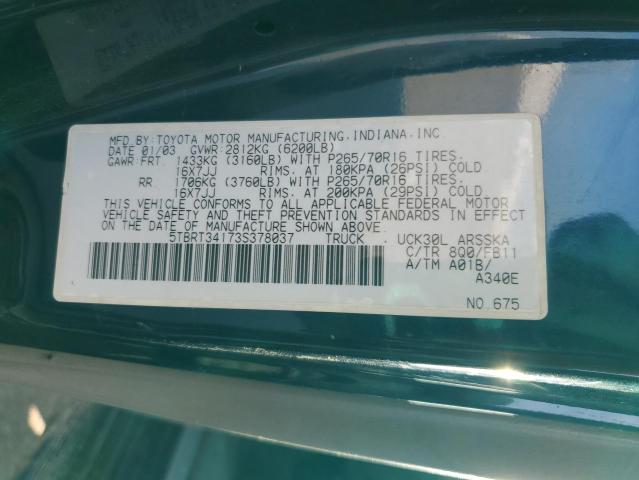 MFD. BY: TOYOTA MOTOR MANUFACTURING, INDIANA, INC.
DATE 01/03 GVWR 2812KG (6200LB)
GAWR: FRT. 1433KG (3160LB) WITH P265/70R16 TIRES.
16X7JJ RIMS. AT 180KPA (26PSI) COLD
RR. 1706KG (3760LB) WITH P265/70R16 TIRES.
16X7JJ RIMS. AT 200KPA (29PSI) COLD
THIS VEHICLE CONFORMS TO ALL APPLICABLE FEDERAL MOTOR
VEHICLE SAFETY AND THEFT PREVENTION STANDARDS IN EFFECT
ON THE DATE OF MANUFACTURE SHOWN ABOVE.
5TBRT34173S378037 TRUCK UCK30L ARSSKA
C/TR 8Q0/FB11
A/TM A01B/
A340E
NO. 675